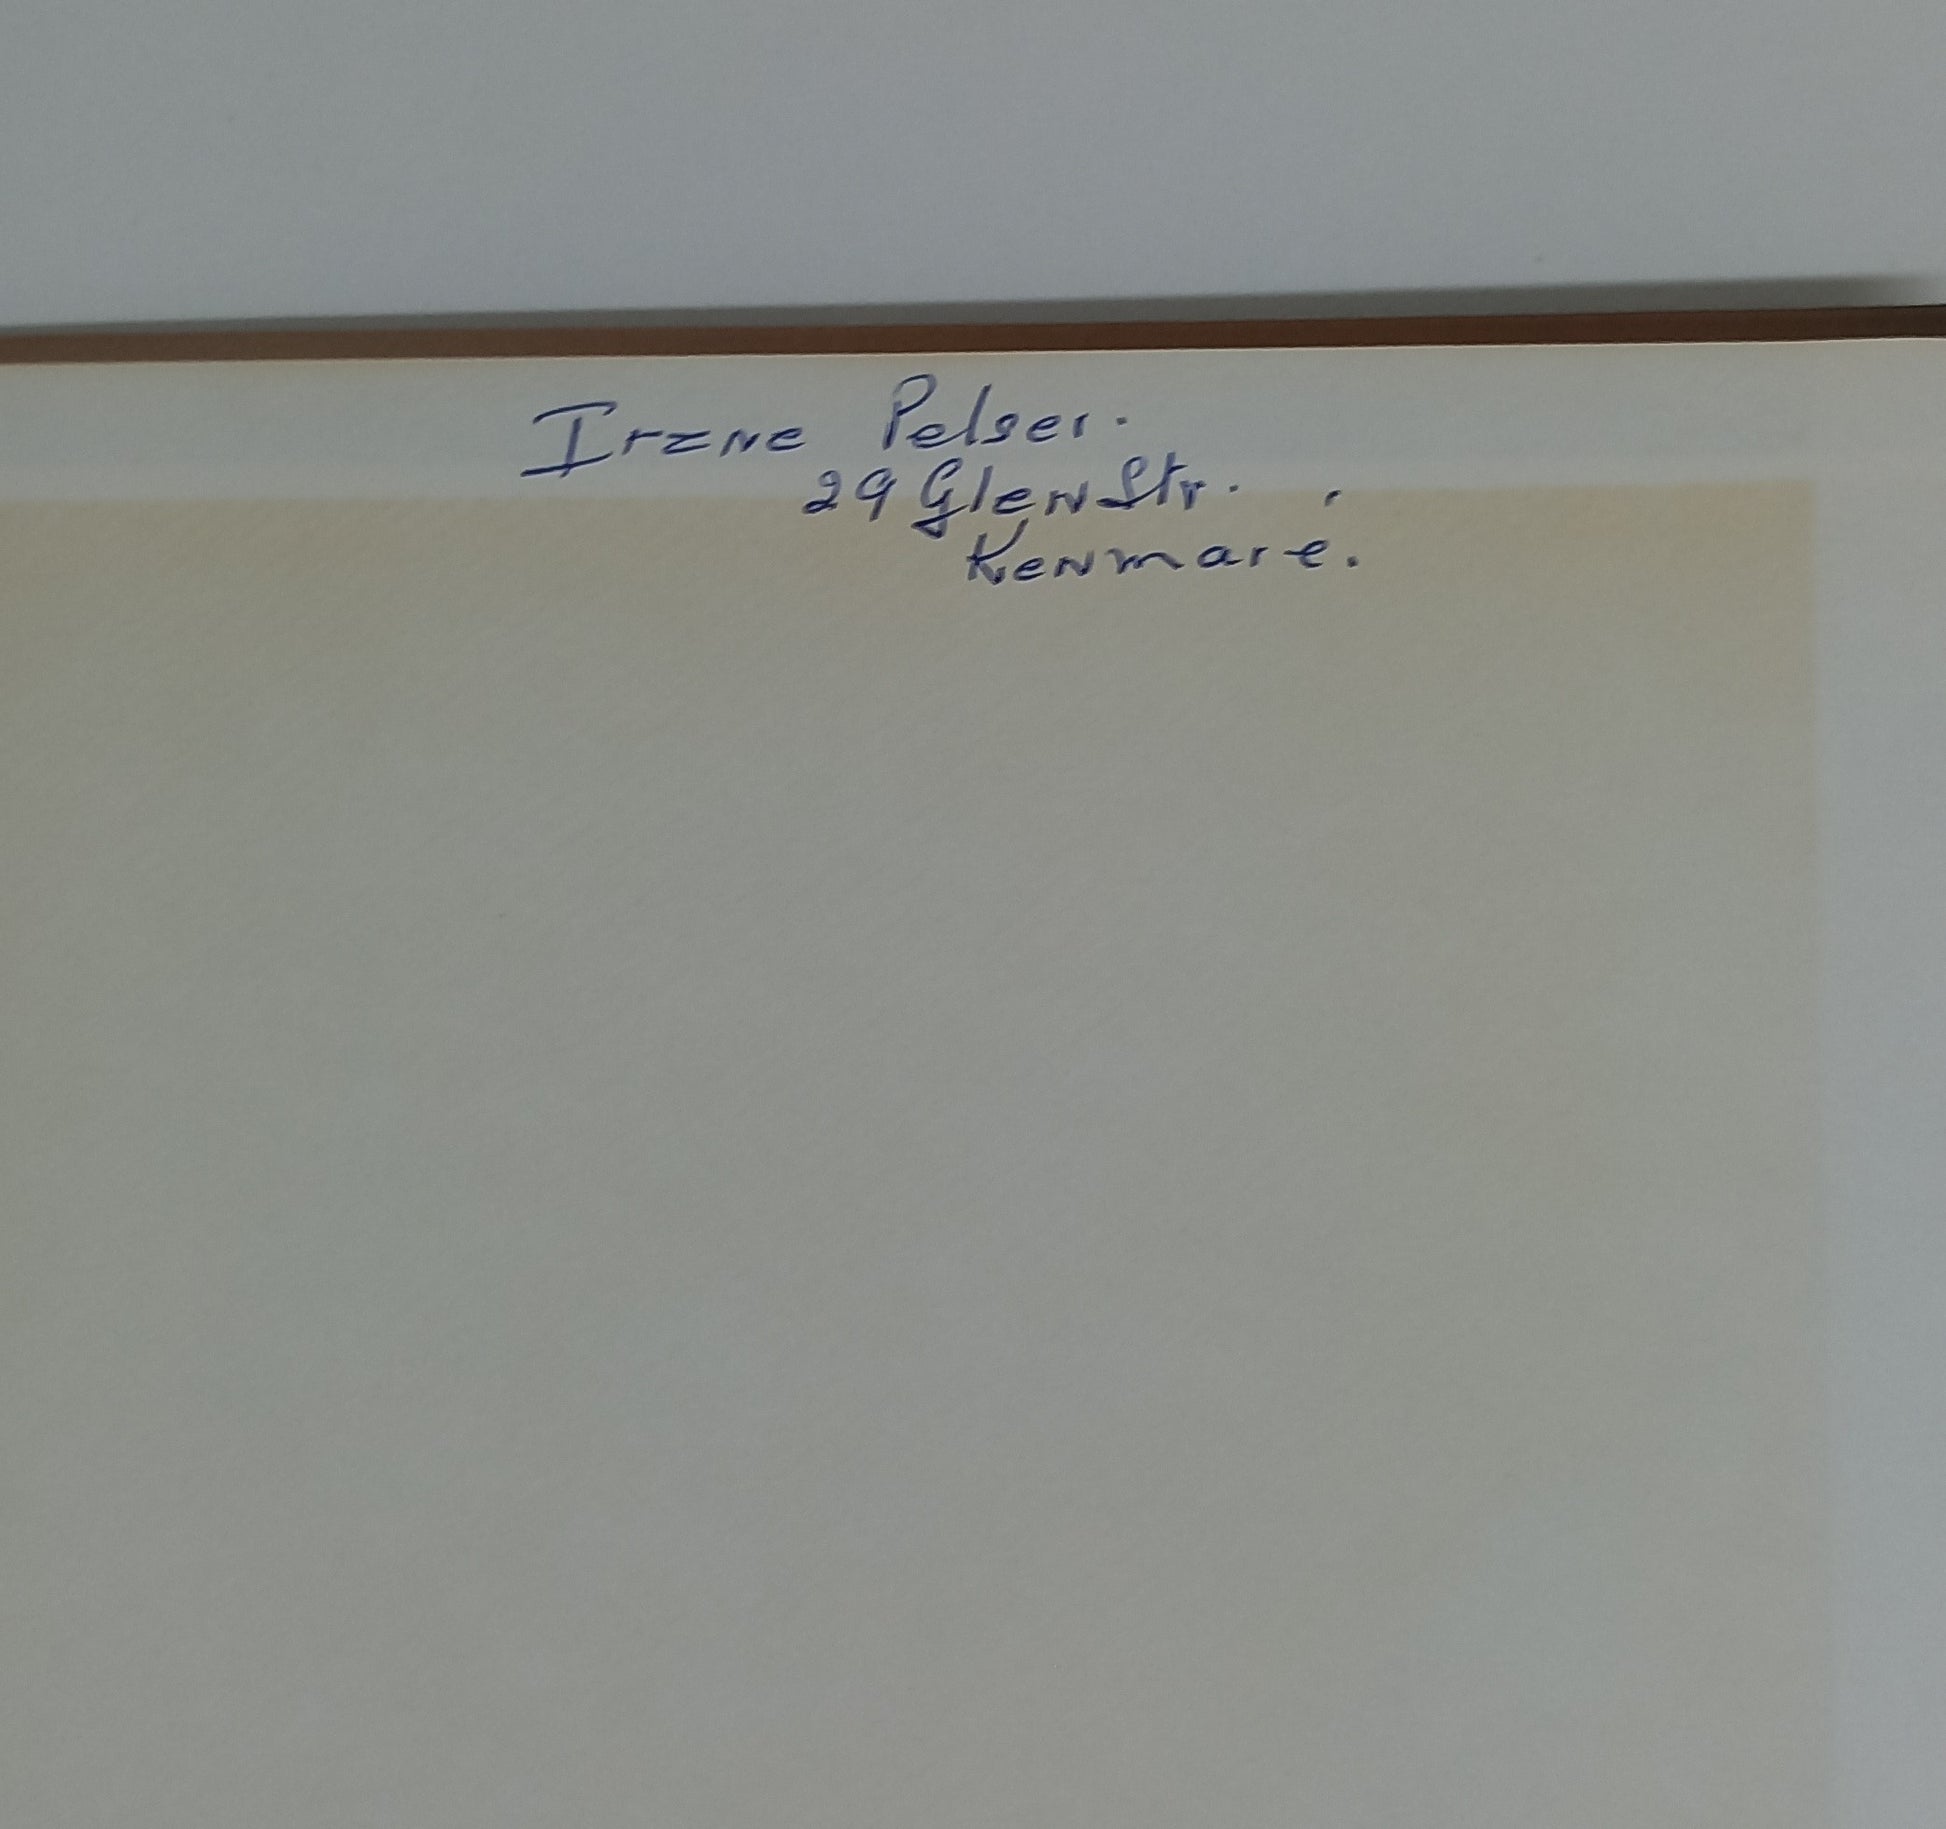 Irene Pelser.
29 Glen Str.
Kenmare.